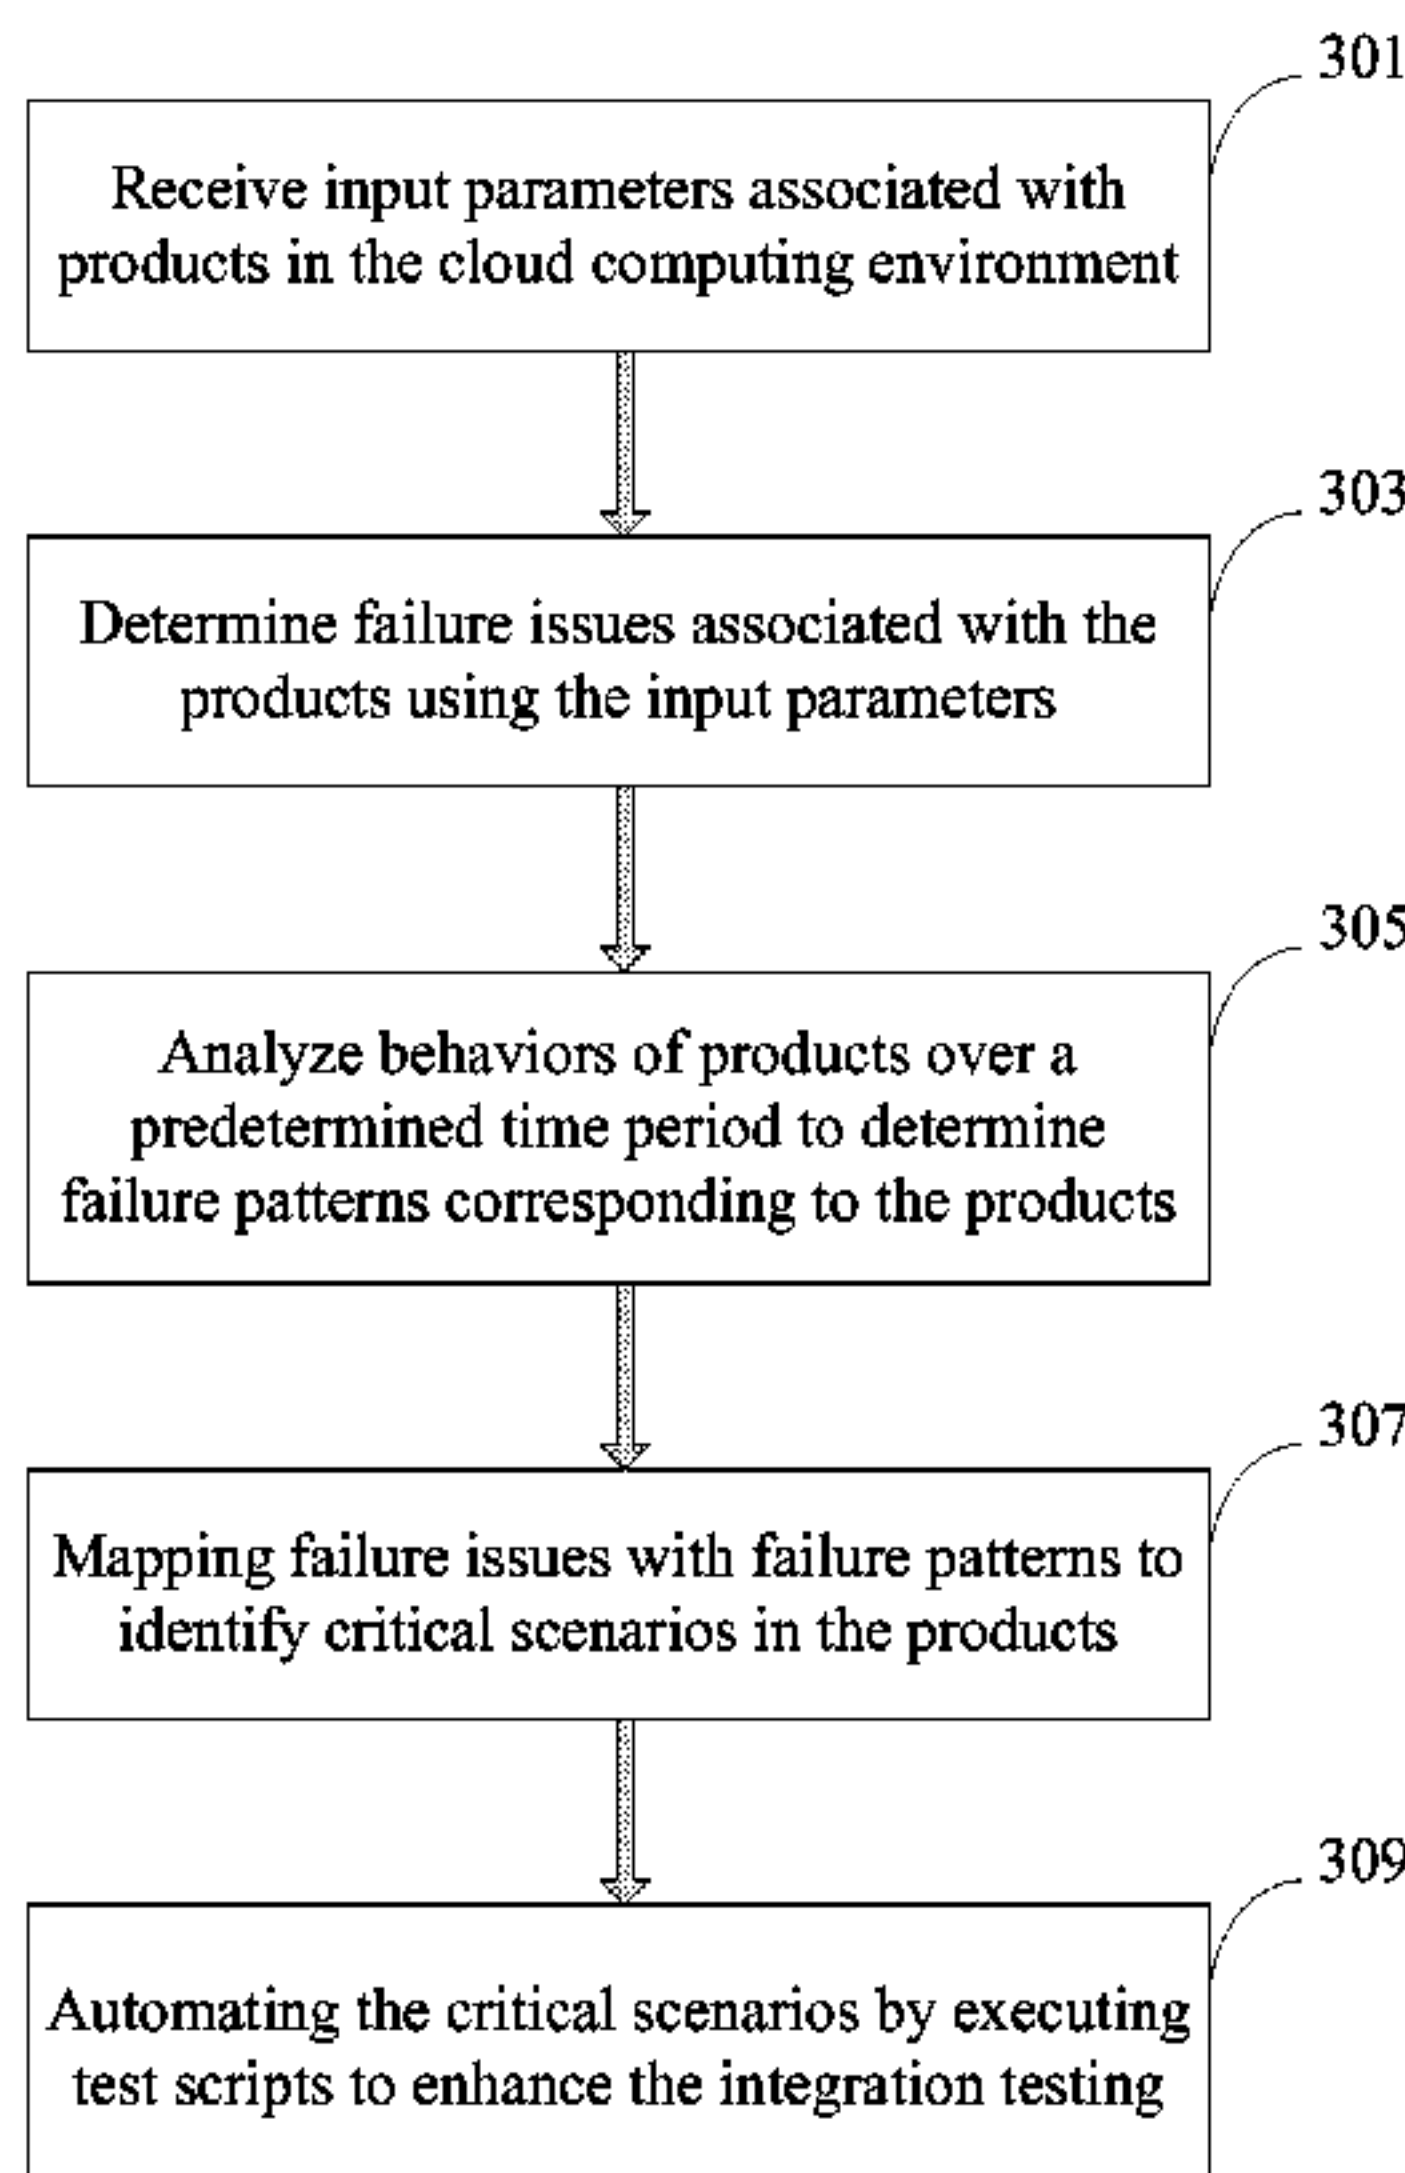 301
Receive input parameters associated with
products in the cloud computing environment
303
Determine failure issues associated with the
products using the input parameters
305
Analyze behaviors of products over a
predetermined time period to determine
failure patterns corresponding to the products
307
Mapping failure issues with failure patterns to
identify critical scenarios in the products
309
Automating the critical scenarios by executing
test scripts to enhance the integration testing